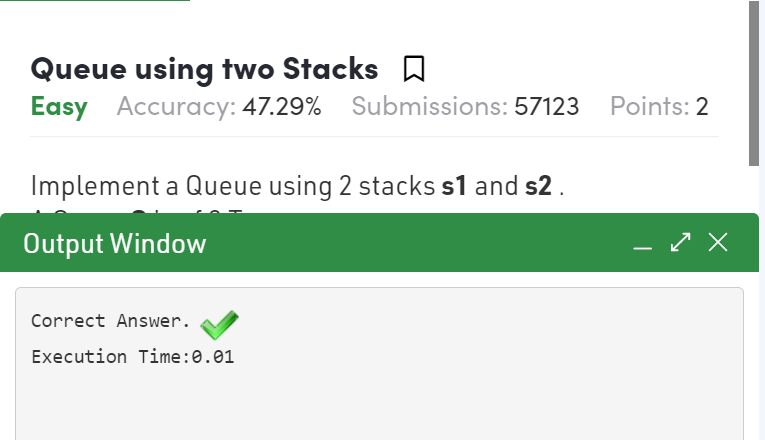 Queue using two Stacks
Easy Accuracy: 47.29% Submissions: 57123 Points: 2
Implement a Queue using 2 stacks s1 and s2 .
Output Window
Correct Answer.
Execution Time:0.01